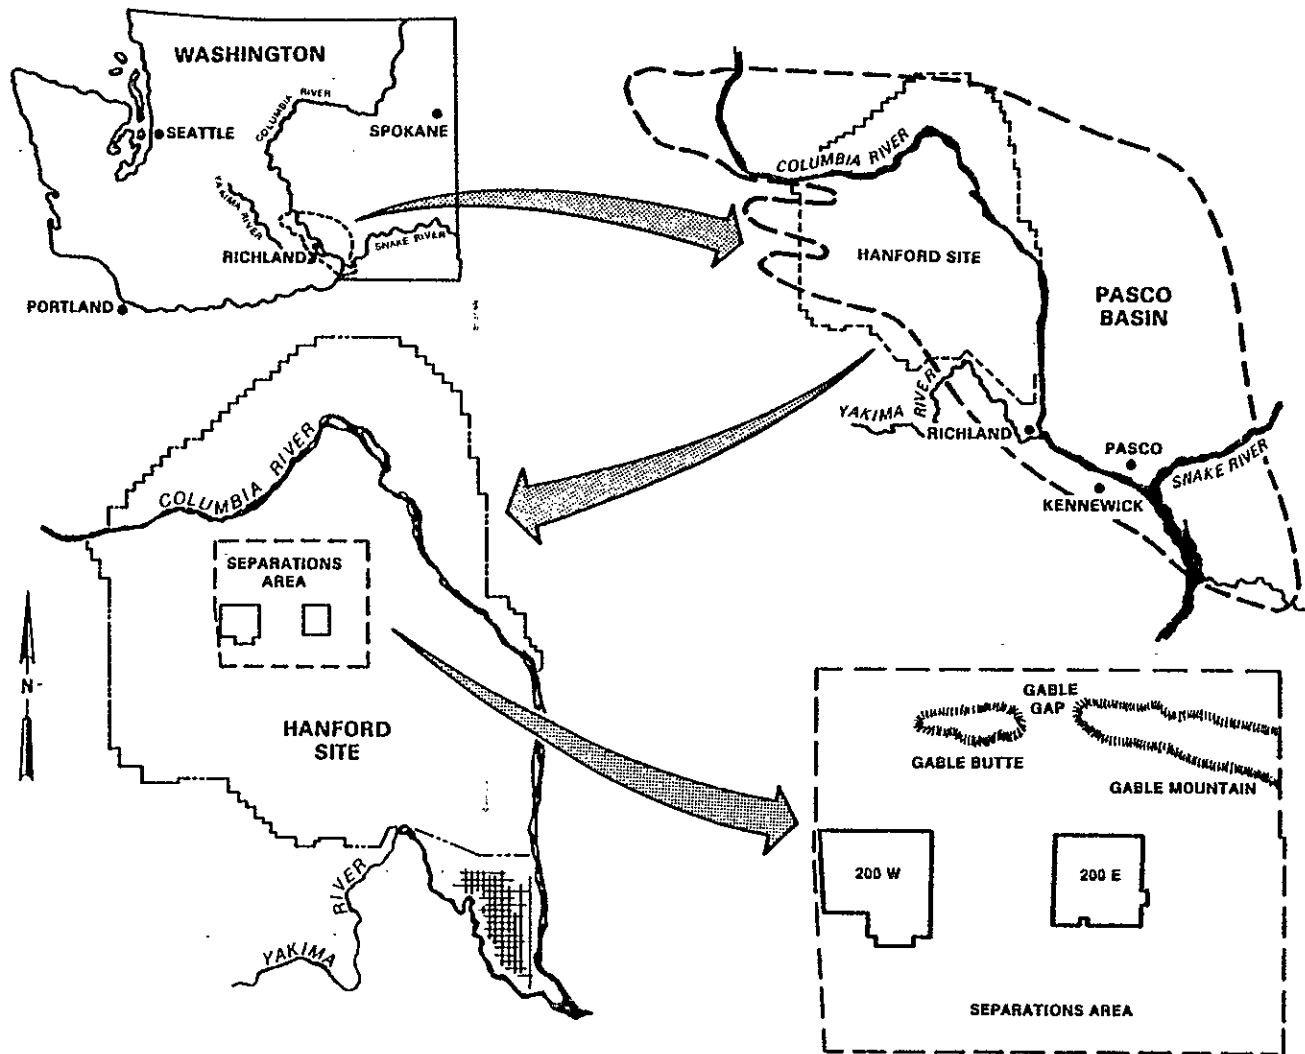 WASHINGTON
COLUMBIA RIVER
SEATTLE
SPOKANE
YAKIMA RIVER
RICHLAND
SNAKE RIVER
PORTLAND
COLUMBIA RIVER
HANFORD SITE
PASCO
BASIN
YAKIMA RIVER
RICHLAND
PASCO
KENNEWICK
SNAKE RIVER
COLUMBIA RIVER
SEPARATIONS
AREA
N
HANFORD
SITE
YAKIMA RIVER
GABLE
GAP
GABLE BUTTE
GABLE MOUNTAIN
200 W
200 E
SEPARATIONS AREA